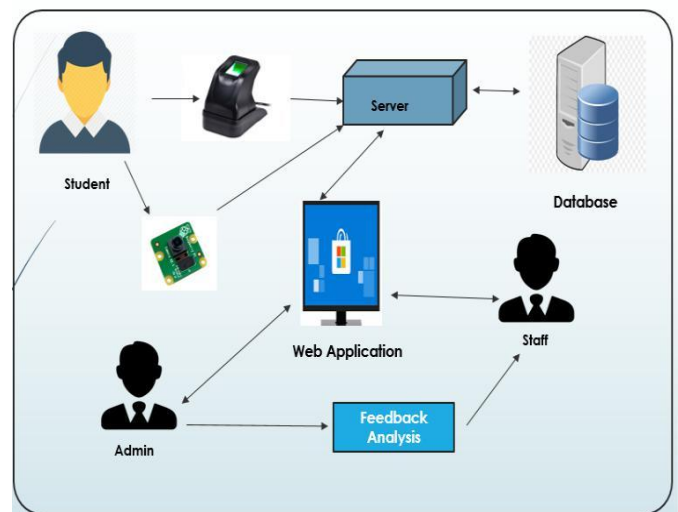 Server
Student
Database
Web Application
Staff
Admin
Feedback
Analysis